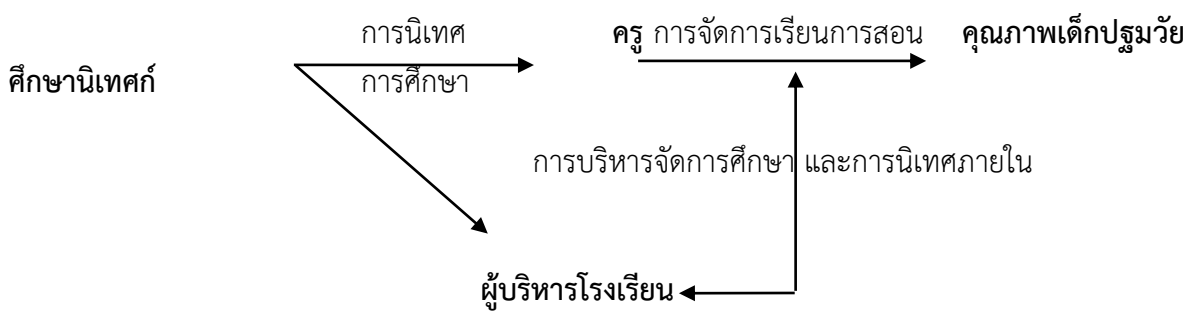 การนิเทศ
ครู การจัดการเรียนการสอน คุณภาพเด็กปฐมวัย
ศึกษานิเทศก์
การศึกษา
การบริหารจัดการศึกษา และการนิเทศภายใน
ผู้บริหารโรงเรียน